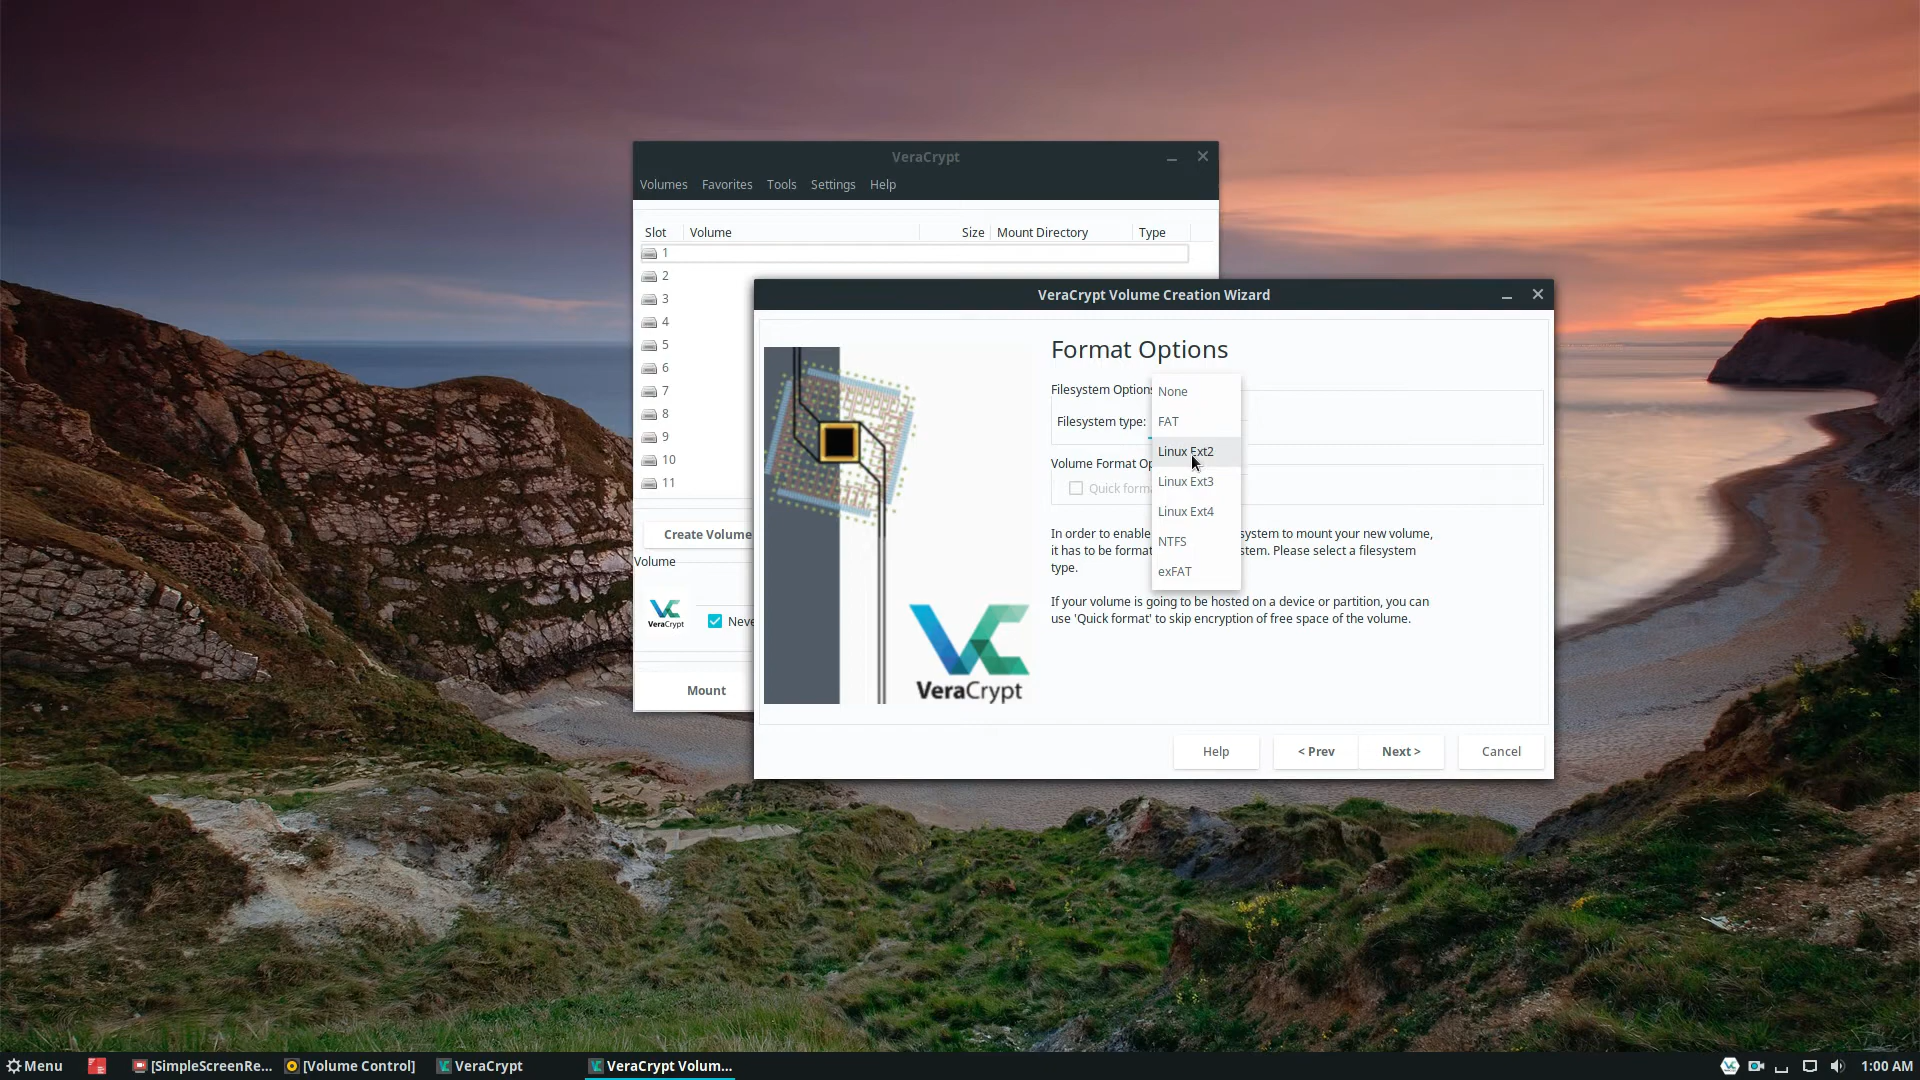 VeraCrypt
Volumes Favorites Tools Settings Help
Slot Volume Size Mount Directory Type
1
2
3
4
5
6
7
8
9
10
11
Create Volume
Volume
VeraCrypt
Neve
Mount
VeraCrypt Volume Creation Wizard
Format Options
Filesystem Options
Filesystem type:
None
FAT
Linux Ext2
Linux Ext3
Linux Ext4
NTFS
exFAT
Volume Format Op
Quick forma
In order to enable system to mount your new volume,
it has to be format stem. Please select a filesystem
type.
If your volume is going to be hosted on a device or partition, you can
use 'Quick format' to skip encryption of free space of the volume.
VeraCrypt
Help < Prev Next > Cancel
Menu [SimpleScreenRe... [Volume Control] VeraCrypt VeraCrypt Volum... 1:00 AM